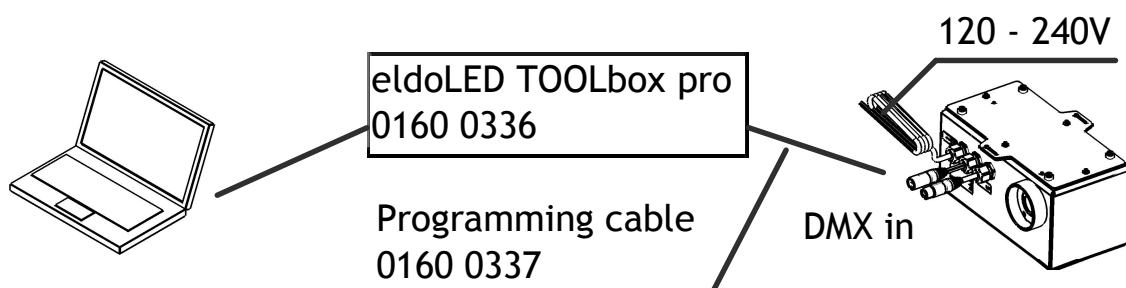 120 - 240V
eldoLED TOOLbox pro
0160 0336
Programming cable
0160 0337
DMX in